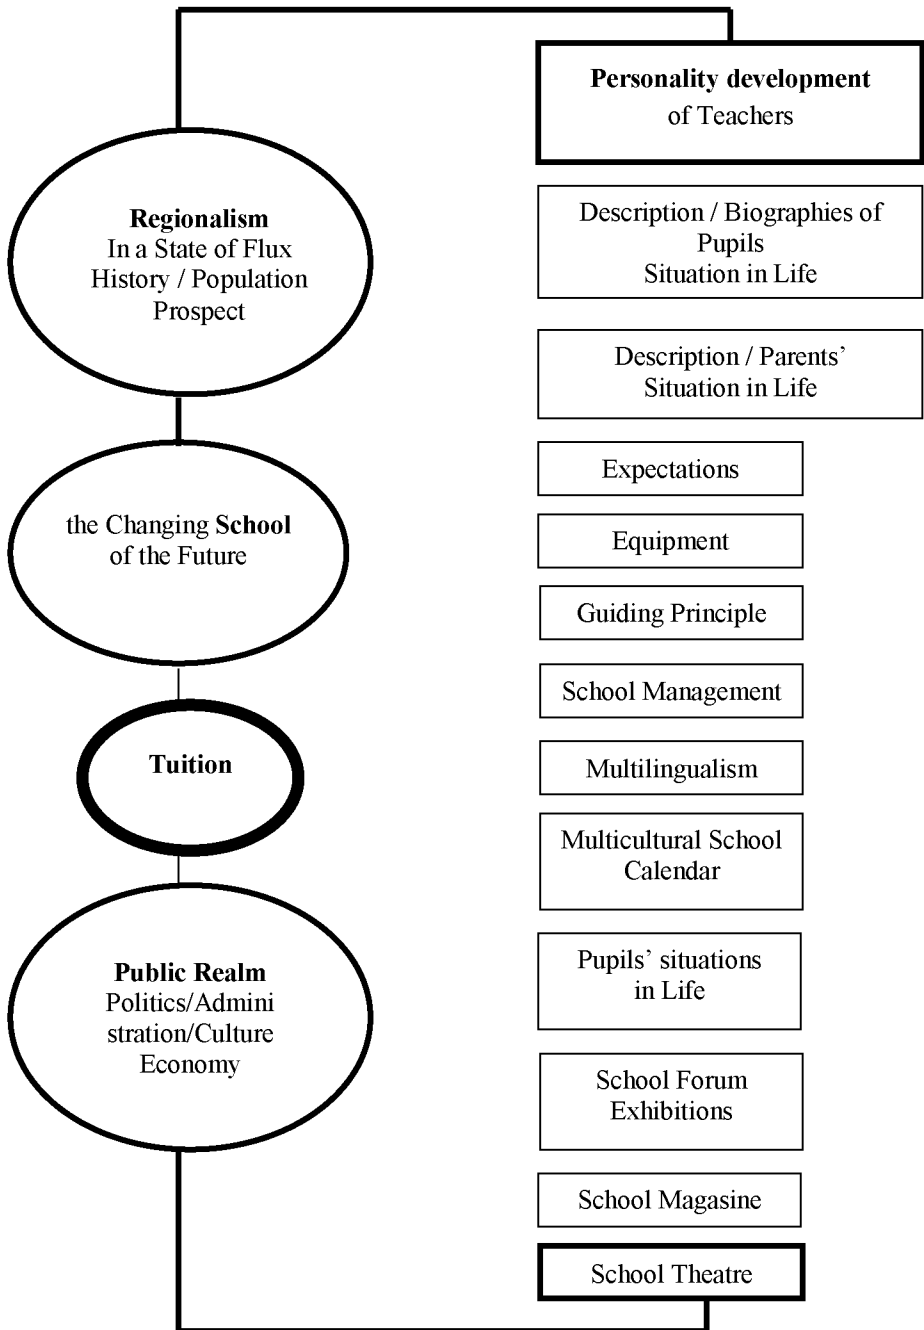 Regionalism
In a State of Flux
History / Population
Prospect
the Changing School
of the Future
Tuition
Public Realm
Politics/Admini
stration/Culture
Economy
Personality development
of Teachers
Description / Biographies of
Pupils
Situation in Life
Description / Parents’
Situation in Life
Expectations
Equipment
Guiding Principle
School Management
Multilingualism
Multicultural School
Calendar
Pupils’ situations
in Life
School Forum
Exhibitions
School Magasine
School Theatre